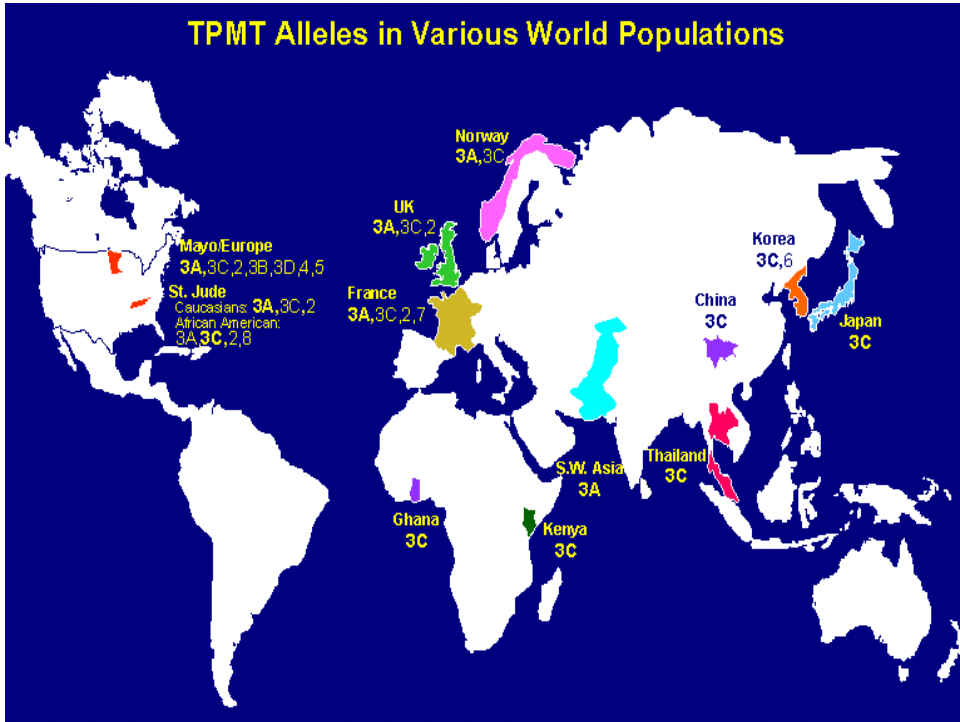 TPMT Alleles in Various World Populations
Norway
3A,3C
UK
3A,3C,2
Mayo/Europe
3A,3C,2,3B,3D,4,5
St. Jude
Caucasians: 3A,3C,2
African American:
3A,3C,2,8
France
3A,3C,2,7
Korea
3C,6
China
3C
Japan
3C
S.W. Asia
3A
Thailand
3C
Ghana
3C
Kenya
3C